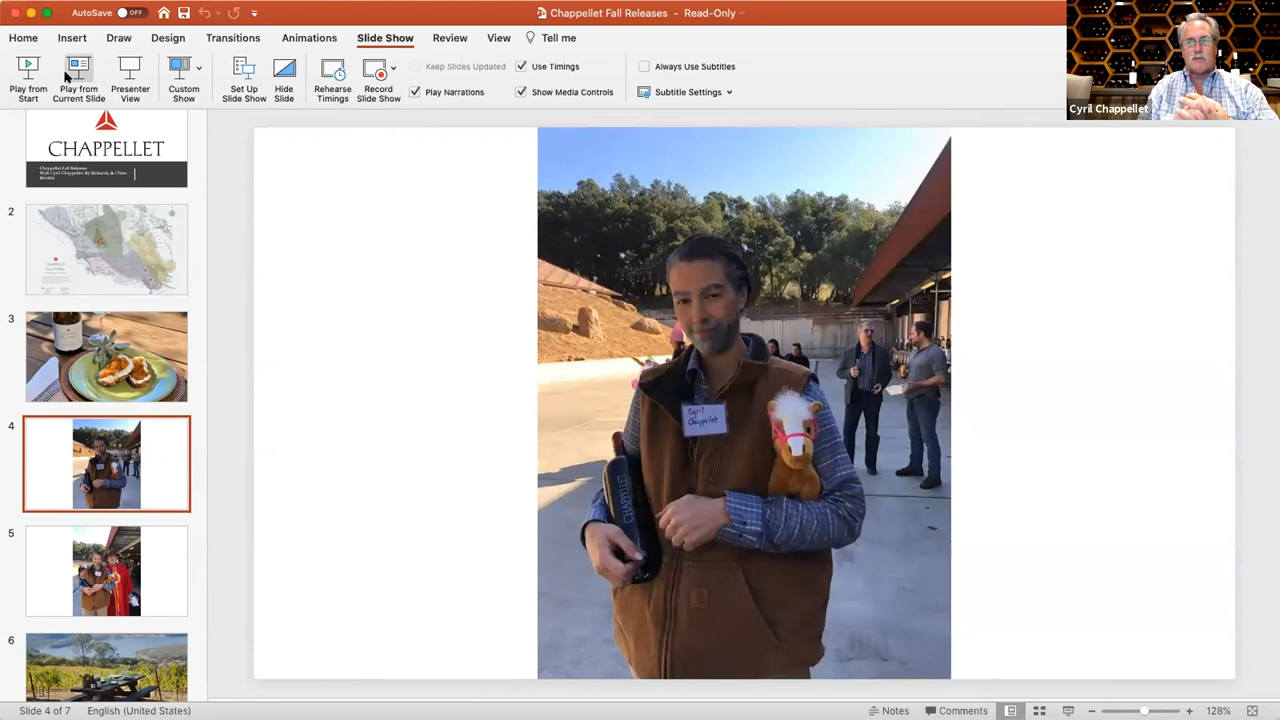 AutoSave OFF
Chappellet Fall Releases - Read-Only
Home Insert Draw Design Transitions Animations Slide Show Review View Tell me
Play from Start
Play from Current Slide
Presenter View
Custom Show
Set Up Slide Show
Hide Slide
Rehearse Timings
Record Slide Show
Keep Slides Updated
Use Timings
Play Narrations
Show Media Controls
Always Use Subtitles
Subtitle Settings
Cyril Chappellet
CHAPPELLET
Chappellet Fall Releases
2
3
4
5
6
Cyril
Chappellet
CHAPPELLET
Slide 4 of 7 English (United States)
Notes Comments 128%